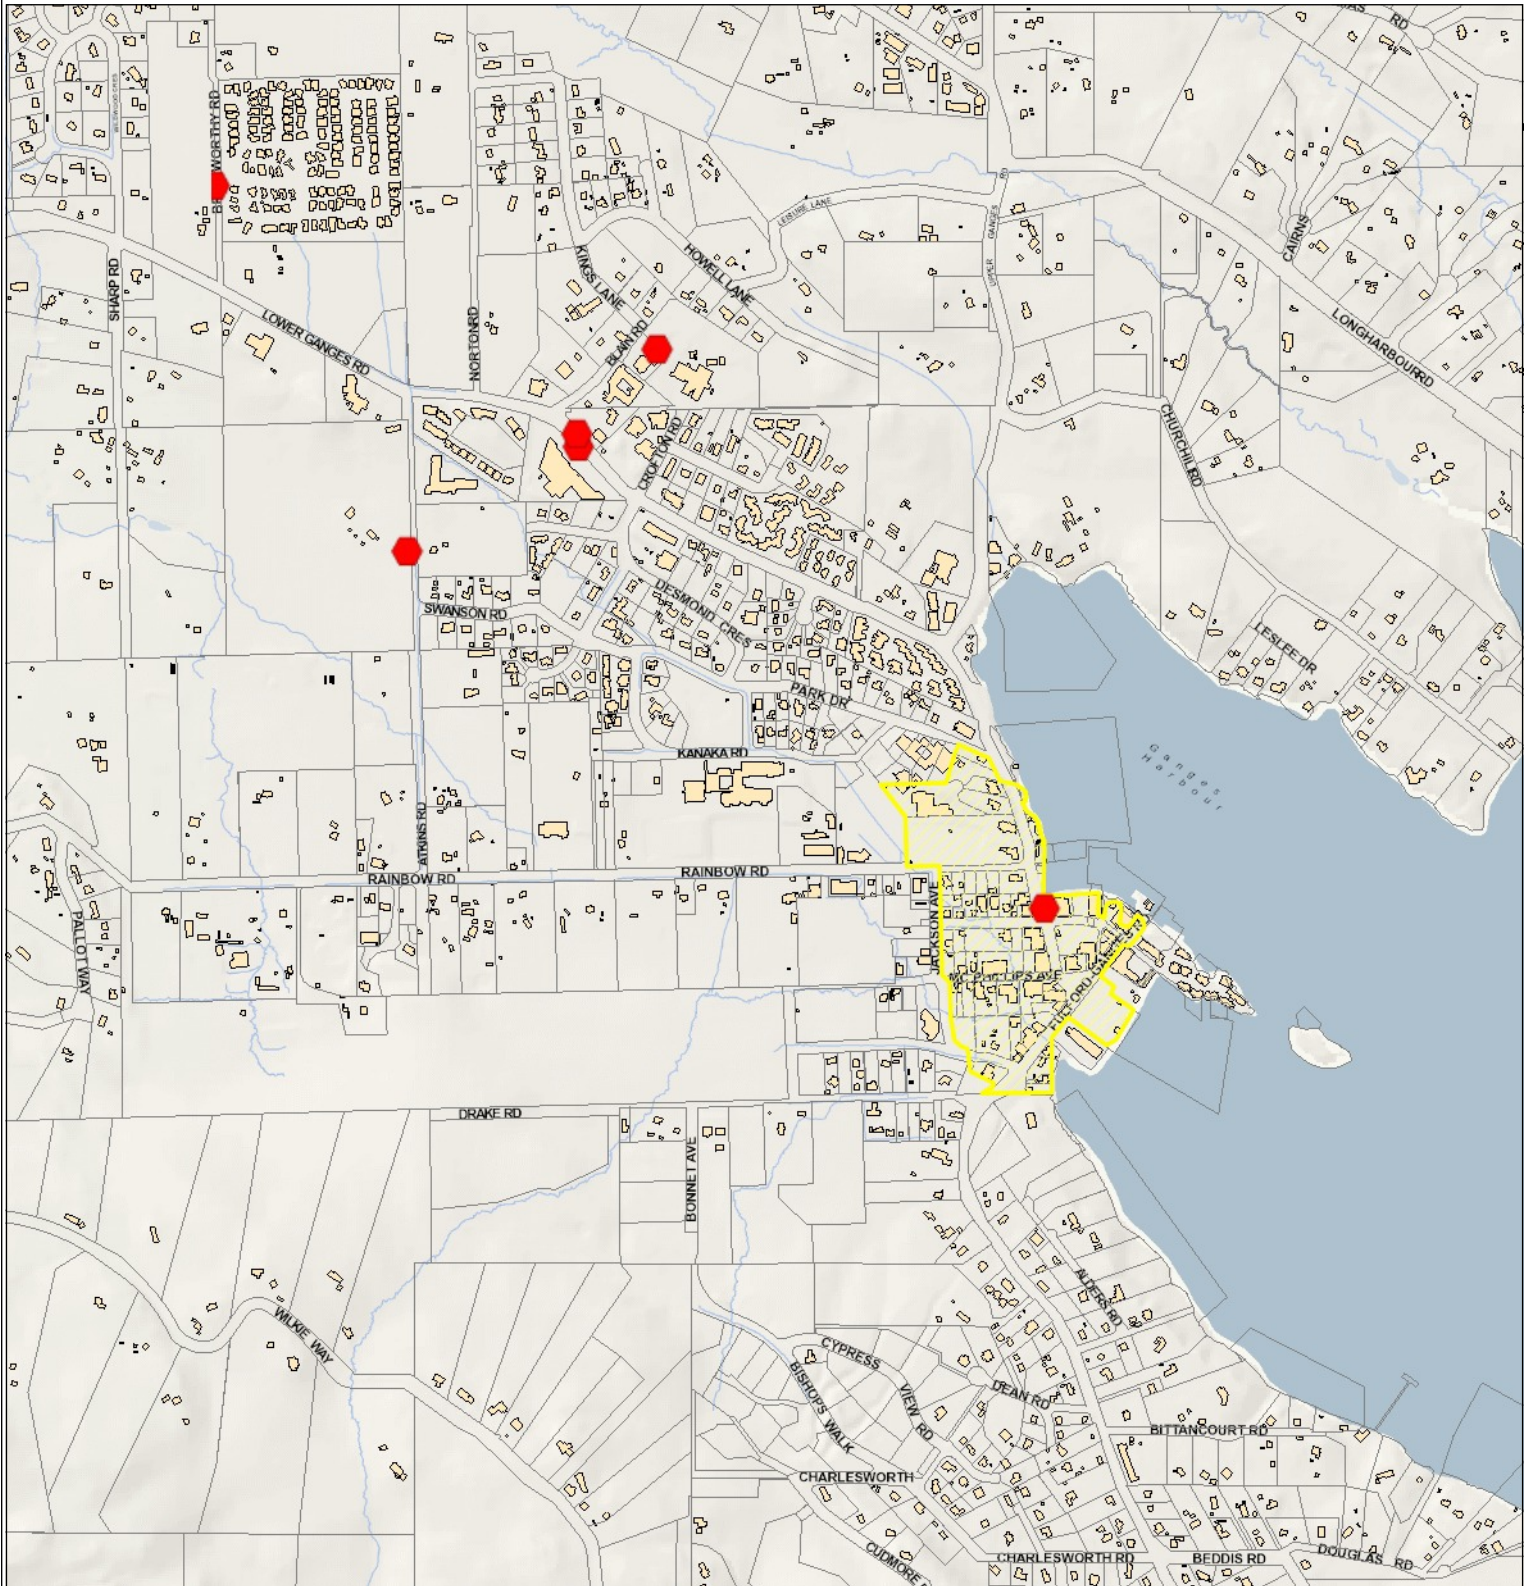 RD
SHARP RD
LOWER GANGES RD
NORTON RD
KINGS LANE
BLAIN RD
HOWELL LANE
LEISURE LANE
UPPER GANGES RD
CAIRNS
LONGHARBOUR RD
CHURCHIL RD
CROFTON RD
SWANSON RD
DESMOND CRES
PARK DR
LESLEE DR
Ganges
Harbour
KANAKA RD
ATKINS RD
RAINBOW RD
RAINBOW RD
JACKSON AVE
PALLOT WAY
DRAKE RD
BONNET AVE
ALDERS RD
WILKIE WAY
CYPRESS
VIEW RD
BISHOPS WALK
DEAN RD
BITTANCOURT RD
CHARLESWORTH
CUDMORE
CHARLESWORTH RD
BEDDIS RD
DOUGLAS RD